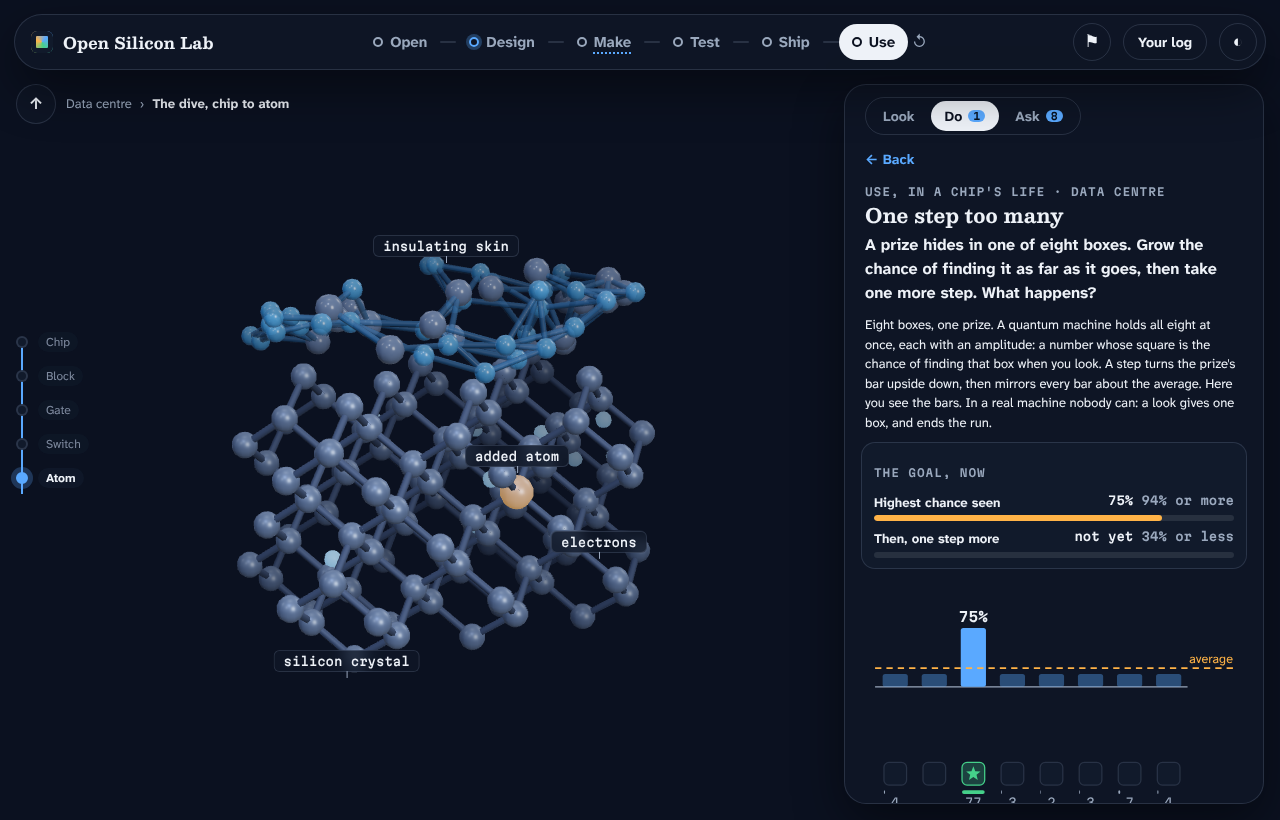 Open Silicon Lab
Open
Design
Make
Test
Ship
Use
Your log
Data centre › The dive, chip to atom
Chip
Block
Gate
Switch
Atom
insulating skin
added atom
electrons
silicon crystal
Look
Do 1
Ask 8
← Back
USE, IN A CHIP'S LIFE · DATA CENTRE
One step too many
A prize hides in one of eight boxes. Grow the
chance of finding it as far as it goes, then take
one more step. What happens?
Eight boxes, one prize. A quantum machine holds all eight at
once, each with an amplitude: a number whose square is the
chance of finding that box when you look. A step turns the prize's
bar upside down, then mirrors every bar about the average. Here
you see the bars. In a real machine nobody can: a look gives one
box, and ends the run.
THE GOAL, NOW
Highest chance seen 75% 94% or more
Then, one step more not yet 34% or less
75%
average